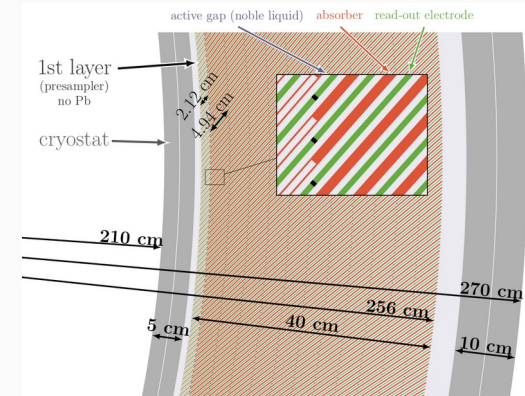 active gap (noble liquid) absorber read-out electrode
1st layer
(presampler)
no Pb
2.12 cm
4.94 cm
cryostat
210 cm
270 cm
256 cm
40 cm
5 cm
10 cm